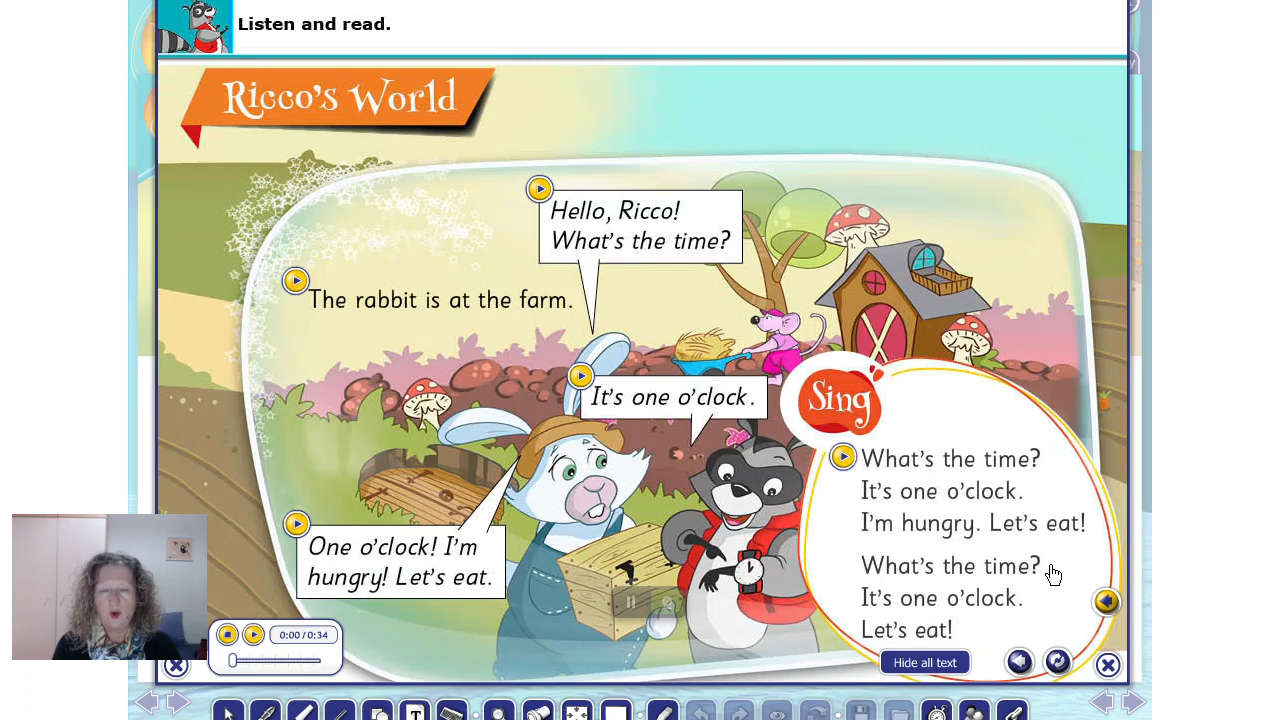 Listen and read.
Ricco's World
Hello, Ricco!
What's the time?
The rabbit is at the farm.
It's one o'clock.
One o'clock! I'm
hungry! Let's eat.
Sing
What's the time?
It's one o'clock.
I'm hungry. Let's eat!
What's the time?
It's one o'clock.
Let's eat!
0:00 / 0:34
Hide all text
T